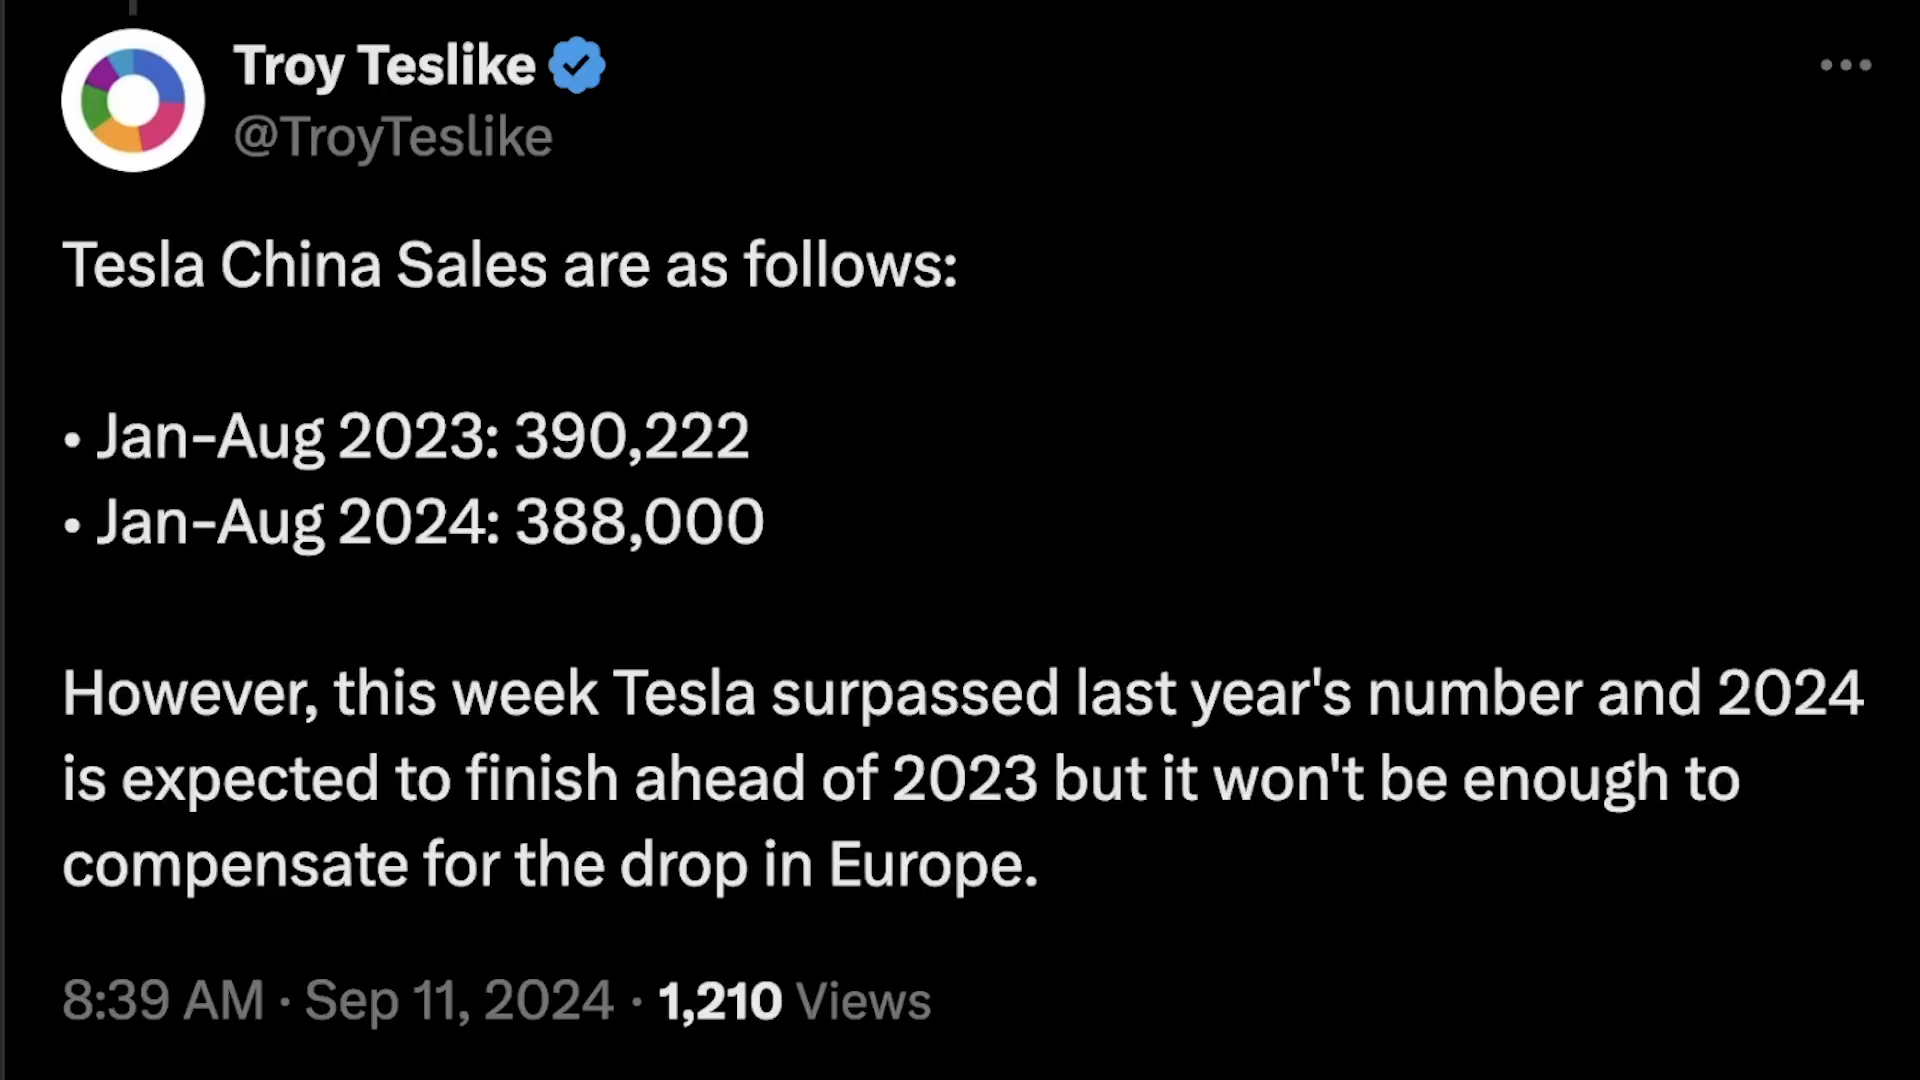 Troy Teslike
@TroyTeslike
Tesla China Sales are as follows:
• Jan-Aug 2023: 390,222
• Jan-Aug 2024: 388,000
However, this week Tesla surpassed last year's number and 2024
is expected to finish ahead of 2023 but it won't be enough to
compensate for the drop in Europe.
8:39 AM · Sep 11, 2024 · 1,210 Views